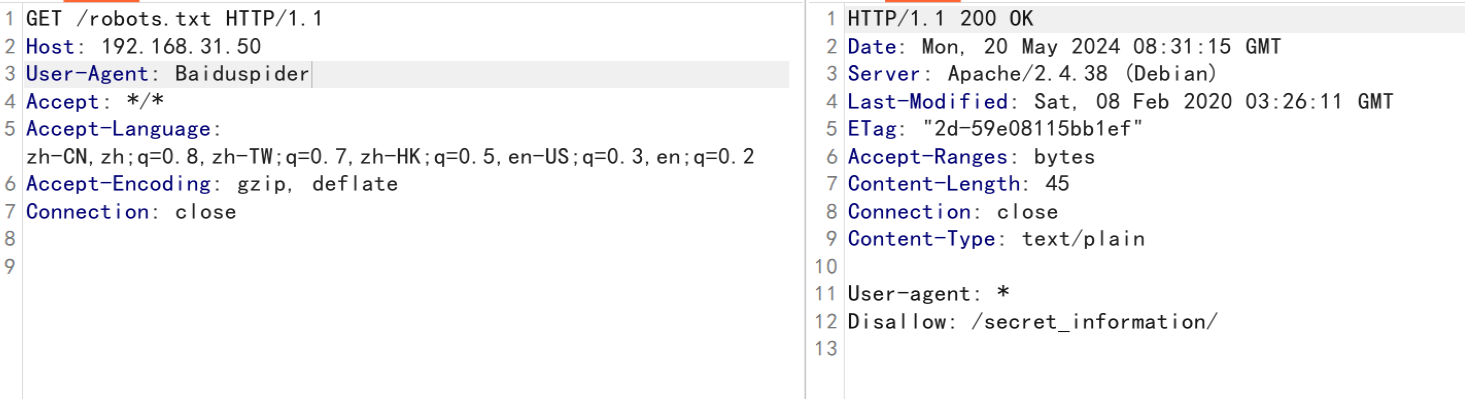 1 GET /robots.txt HTTP/1.1
2 Host: 192.168.31.50
3 User-Agent: Baiduspider
4 Accept: */*
5 Accept-Language:
zh-CN,zh;q=0.8,zh-TW;q=0.7,zh-HK;q=0.5,en-US;q=0.3,en;q=0.2
6 Accept-Encoding: gzip, deflate
7 Connection: close
8
9
1 HTTP/1.1 200 OK
2 Date: Mon, 20 May 2024 08:31:15 GMT
3 Server: Apache/2.4.38 (Debian)
4 Last-Modified: Sat, 08 Feb 2020 03:26:11 GMT
5 ETag: "2d-59e08115bb1ef"
6 Accept-Ranges: bytes
7 Content-Length: 45
8 Connection: close
9 Content-Type: text/plain
10
11 User-agent: *
12 Disallow: /secret_information/
13